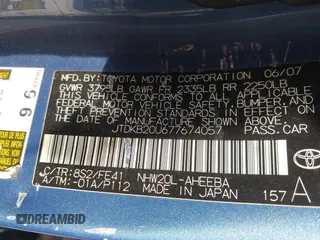 MFD. BY: TOYOTA MOTOR CORPORATION 06/07
GVWR 3795LB GAWR FR 2335LB RR 2250LB
THIS VEHICLE CONFORMS TO ALL APPLICABLE
FEDERAL MOTOR VEHICLE SAFETY, BUMPER, AND
THEFT PREVENTION STANDARDS IN EFFECT ON
THE DATE OF MANUFACTURE SHOWN ABOVE.
JTDKB20U677674057 PASS.CAR
C/TR:8S2/FE41 NHW20L-AHEEBA
A/TM:-01A/P112 MADE IN JAPAN 157 A
TOYOTA
DREAMBID